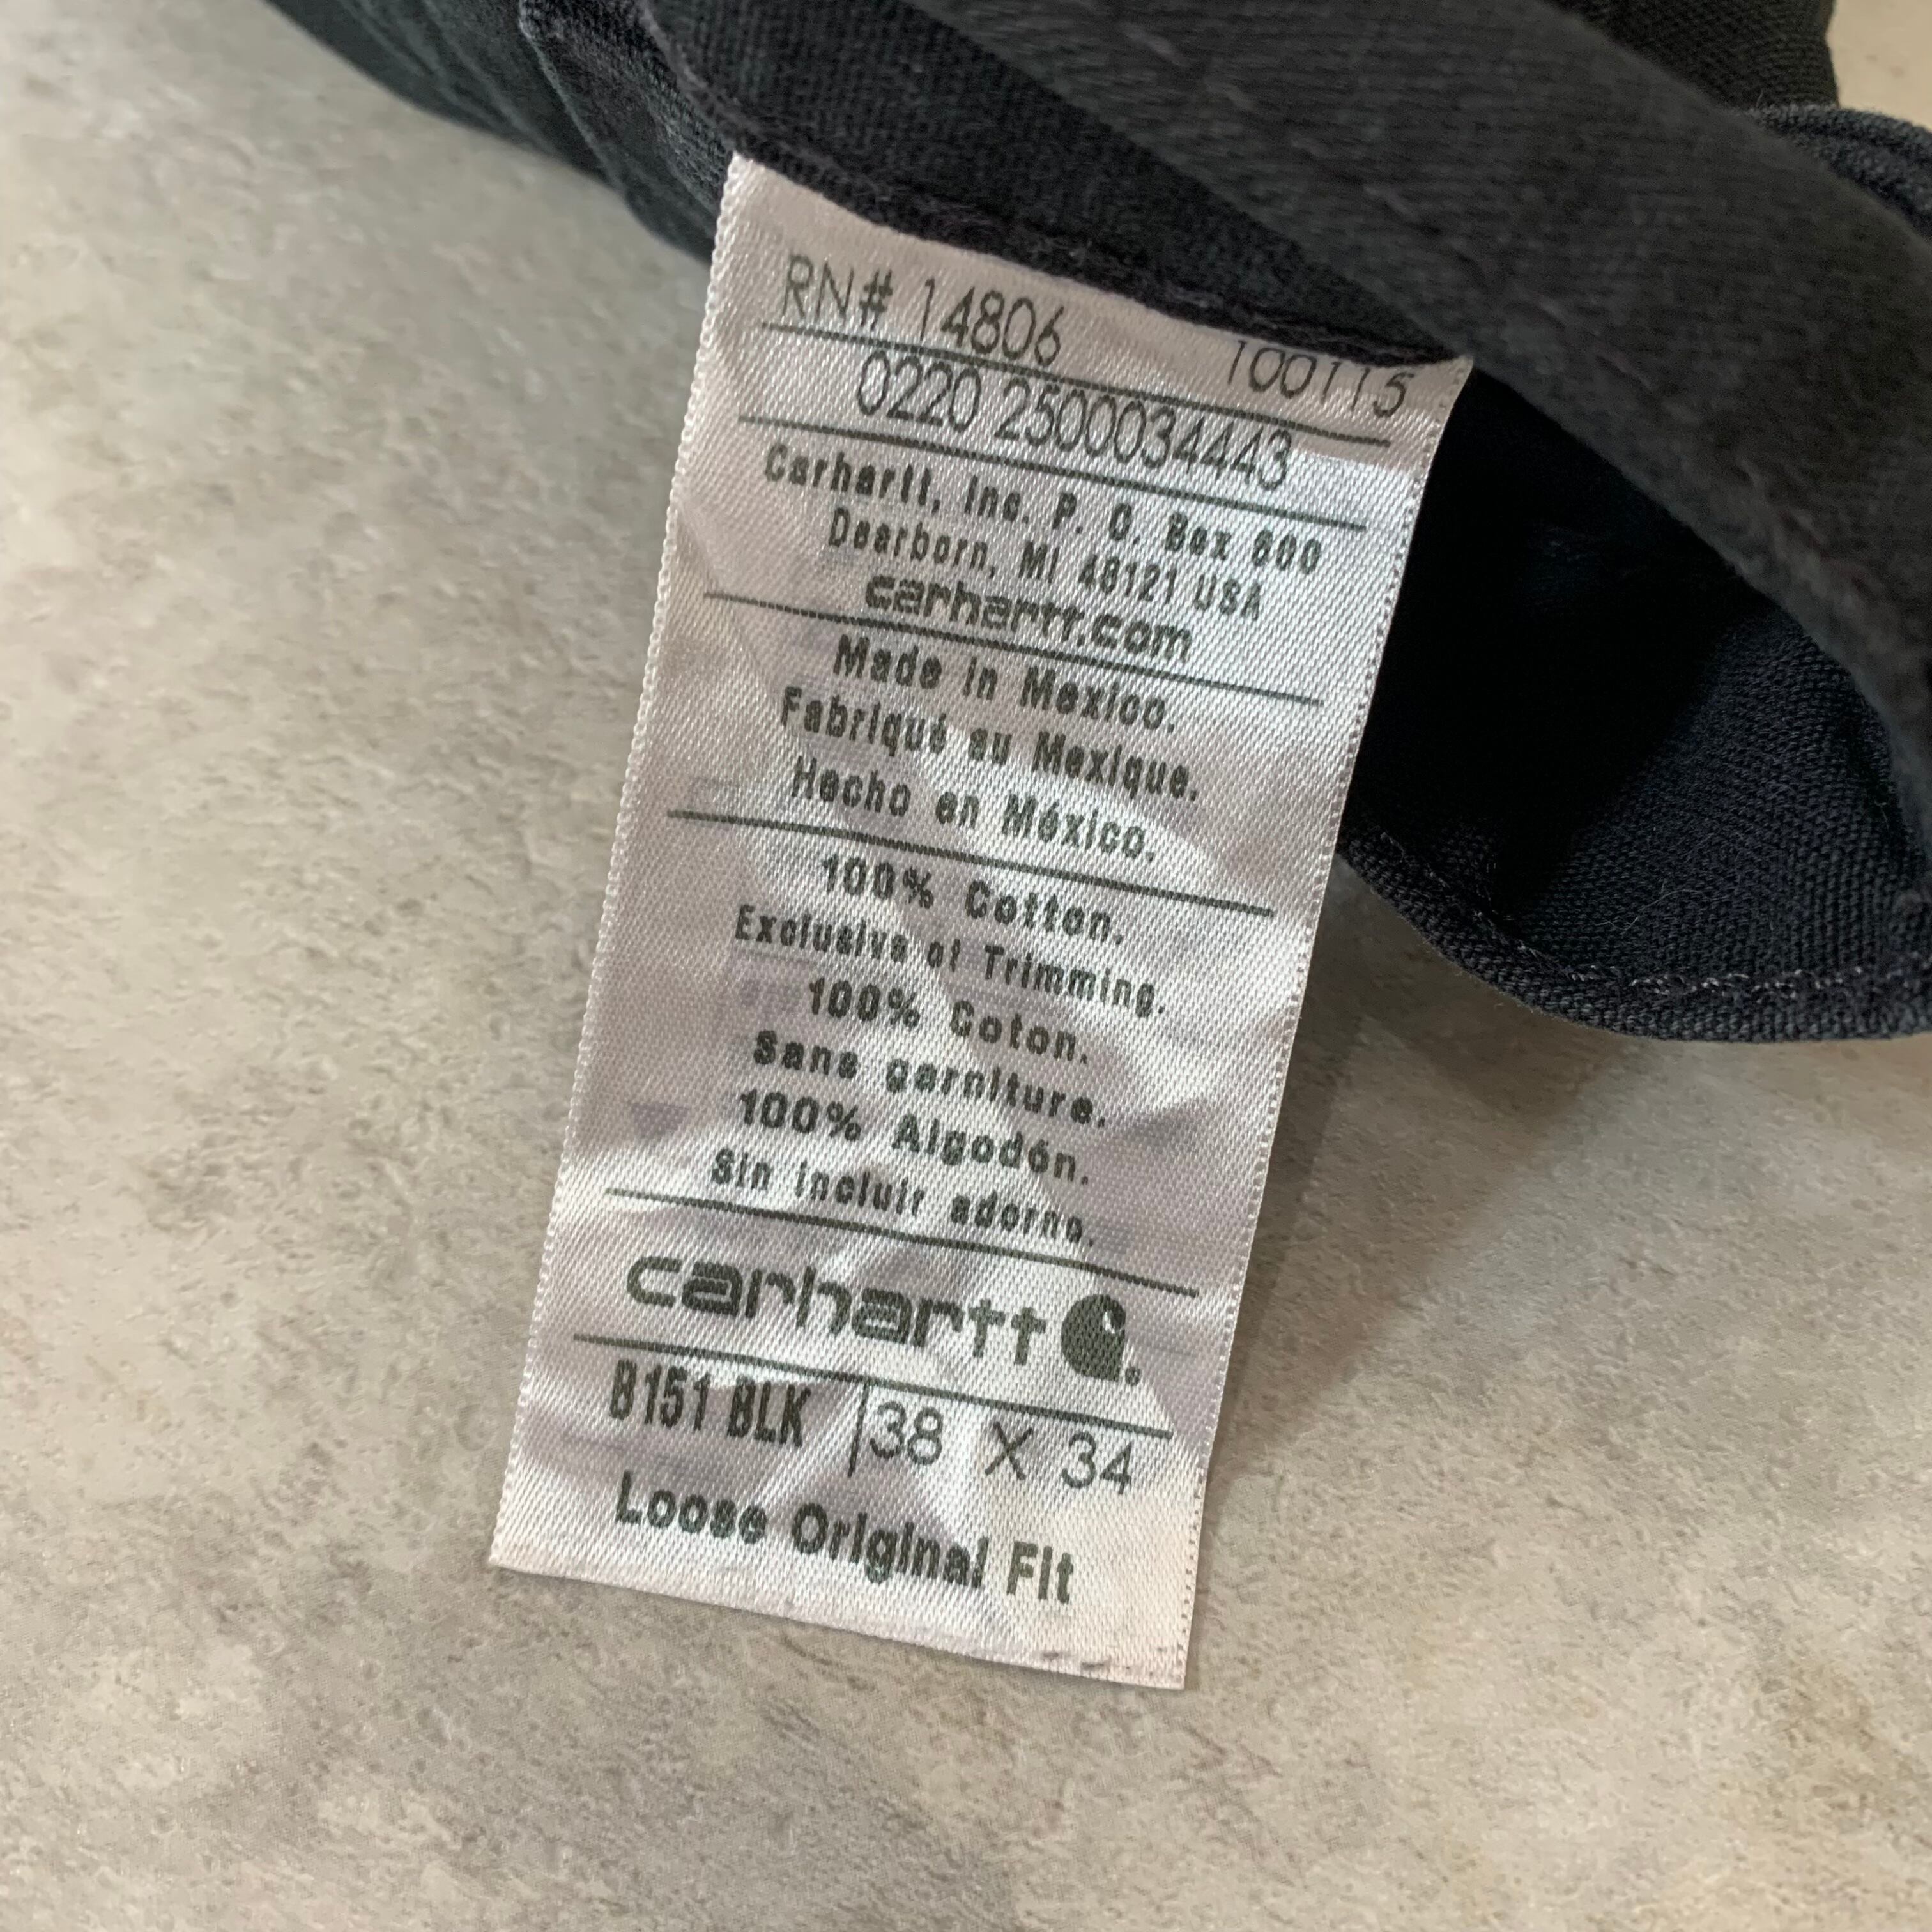 RN# 14806 100115
0220 2500034443
Carhartt, Inc. P. O. Box 600
Dearborn, MI 48121 USA
carhartt.com
Made in Mexico.
Fabriqué au Mexique.
Hecho en México.
100% Cotton.
Exclusive of Trimming.
100% Coton.
Sans garniture.
100% Algodón.
Sin incluir adorno.
carhartt
B151 BLK 38 X 34
Loose Original Fit